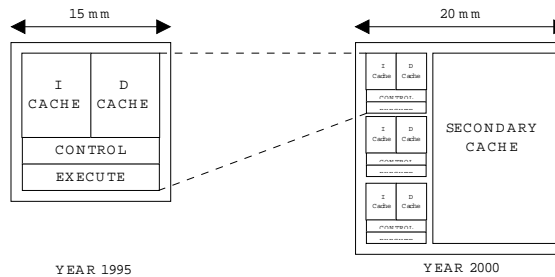 15 mm
20 mm
I
CACHE
D
CACHE
CONTROL
EXECUTE
I
Cache
D
Cache
CONTROL
I
Cache
D
Cache
CONTROL
I
Cache
D
Cache
CONTROL
SECONDARY
CACHE
YEAR 1995
YEAR 2000